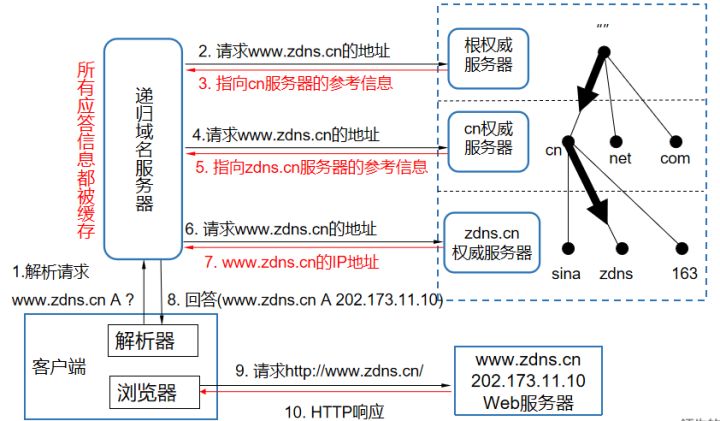 2. 请求www.zdns.cn的地址
3. 指向cn服务器的参考信息
根权威
服务器
“”
所有应答信息都被缓存
递归域名服务器
4.请求www.zdns.cn的地址
5. 指向zdns.cn服务器的参考信息
cn权威
服务器
cn
net
com
6. 请求www.zdns.cn的地址
7. www.zdns.cn的IP地址
zdns.cn
权威服务器
sina
zdns
163
1.解析请求
www.zdns.cn A ?
8. 回答(www.zdns.cn A 202.173.11.10)
客户端
解析器
浏览器
9. 请求http://www.zdns.cn/
10. HTTP响应
www.zdns.cn
202.173.11.10
Web服务器